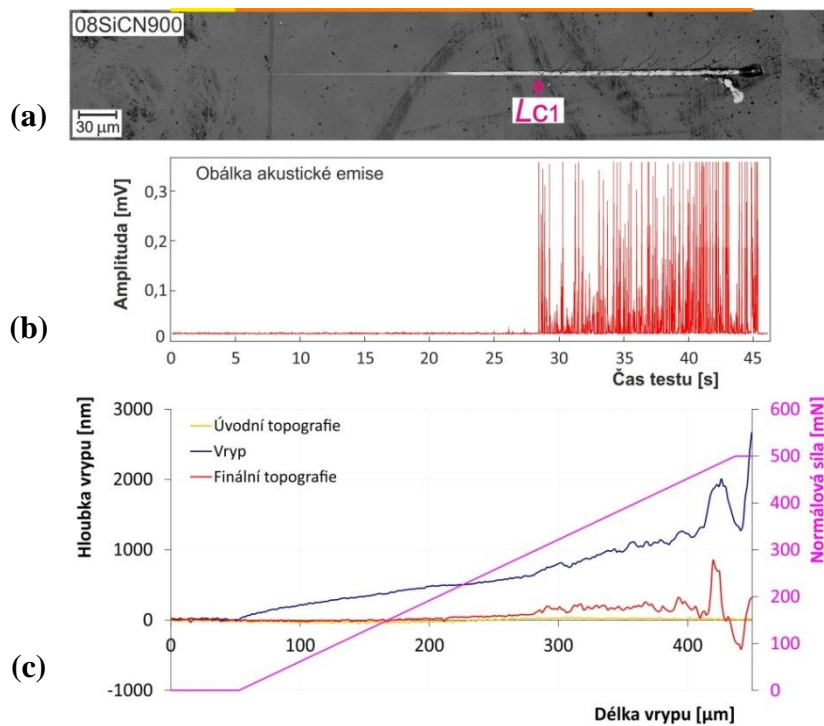 08SiCN900
(a)
30 µm
Lc1
Obálka akustické emise
Amplituda [mV]
0,3
0,2
0,1
0
(b)
0 5 10 15 20 25 30 35 40 45
Čas testu [s]
Hloubka vrypu [nm]
3000
2000
1000
0
-1000
Úvodní topografie
Vryp
Finální topografie
600
500
400
300
200
100
0
Normálová síla [mN]
0 100 200 300 400
(c)
Délka vrypu [µm]